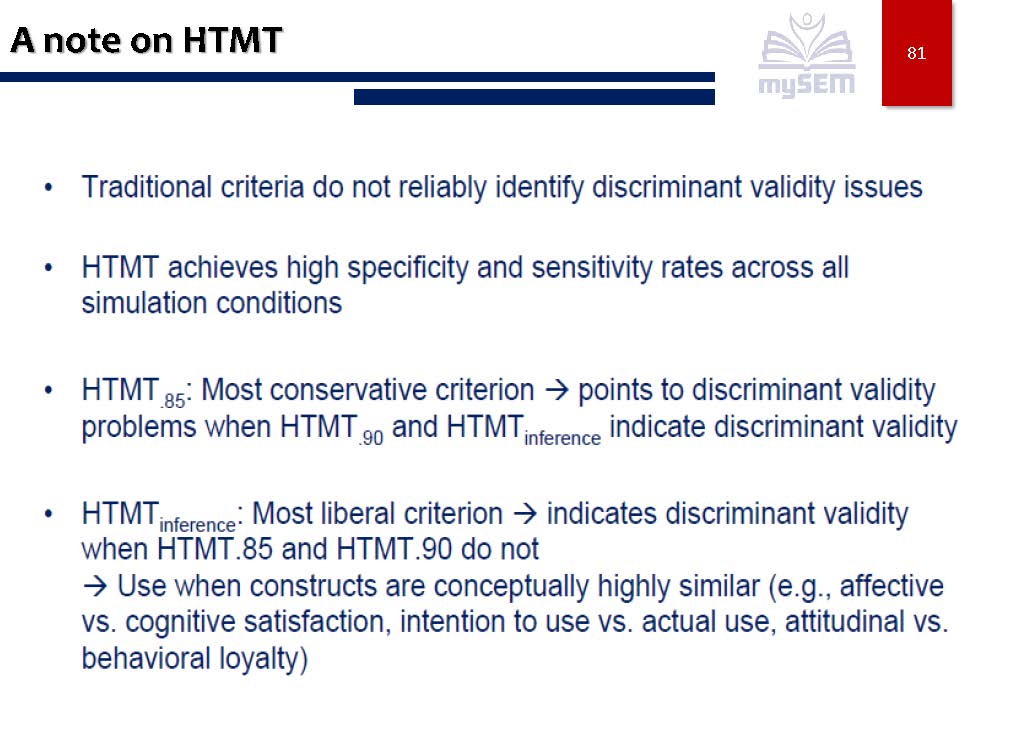 A note on HTMT
mySEM
81
• Traditional criteria do not reliably identify discriminant validity issues
• HTMT achieves high specificity and sensitivity rates across all
simulation conditions
• HTMT.85: Most conservative criterion → points to discriminant validity
problems when HTMT.90 and HTMTinference indicate discriminant validity
• HTMTinference: Most liberal criterion → indicates discriminant validity
when HTMT.85 and HTMT.90 do not
→ Use when constructs are conceptually highly similar (e.g., affective
vs. cognitive satisfaction, intention to use vs. actual use, attitudinal vs.
behavioral loyalty)